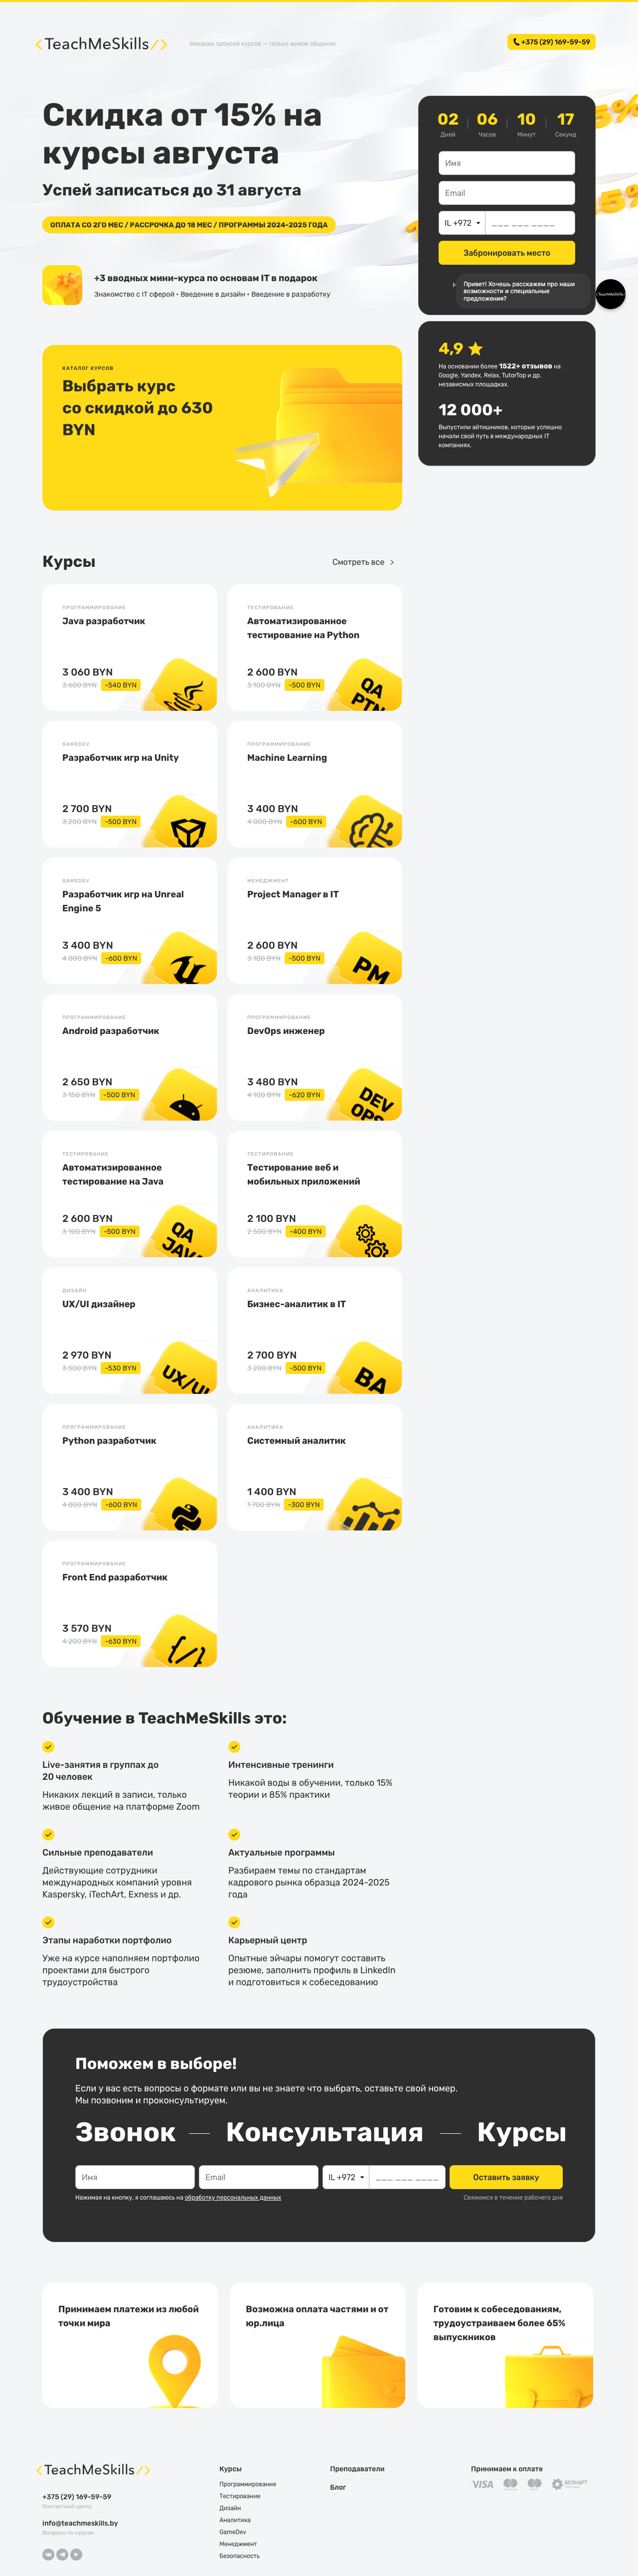 TeachMeSkills
Никаких записей курсов — только живое общение
+375 (29) 169-59-59
Скидка от 15% на
курсы августа
Успей записаться до 31 августа
ОПЛАТА СО 2ГО МЕС / РАССРОЧКА ДО 18 МЕС / ПРОГРАММЫ 2024-2025 ГОДА
+3 вводных мини-курса по основам IT в подарок
Знакомство с IT сферой • Введение в дизайн • Введение в разработку
02 06 10 17
Дней Часов Минут Секунд
Имя
Email
IL +972 ___ ___ ____
Забронировать место
Привет! Хочешь расскажем про наши
возможности и специальные
предложения?
TeachMeSkills
4,9
На основании более 1522+ отзывов на
Google, Yandex, Relax, TutorTop и др.
независмых площадках.
12 000+
Выпустили айтишников, которые успешно
начали свой путь в международных IT
компаниях.
КАТАЛОГ КУРСОВ
Выбрать курс
со скидкой до 630
BYN
Курсы
Смотреть все
ПРОГРАММИРОВАНИЕ
Java разработчик
3 060 BYN
3 600 BYN -540 BYN
ТЕСТИРОВАНИЕ
Автоматизированное
тестирование на Python
2 600 BYN
3 100 BYN -500 BYN
QA
PTN
GAMEDEV
Разработчик игр на Unity
2 700 BYN
3 200 BYN -500 BYN
ПРОГРАММИРОВАНИЕ
Machine Learning
3 400 BYN
4 000 BYN -600 BYN
GAMEDEV
Разработчик игр на Unreal
Engine 5
3 400 BYN
4 000 BYN -600 BYN
МЕНЕДЖМЕНТ
Project Manager в IT
2 600 BYN
3 100 BYN -500 BYN
PM
ПРОГРАММИРОВАНИЕ
Android разработчик
2 650 BYN
3 150 BYN -500 BYN
ПРОГРАММИРОВАНИЕ
DevOps инженер
3 480 BYN
4 100 BYN -620 BYN
DEV
OPS
ТЕСТИРОВАНИЕ
Автоматизированное
тестирование на Java
2 600 BYN
3 100 BYN -500 BYN
QA
JAVA
ТЕСТИРОВАНИЕ
Тестирование веб и
мобильных приложений
2 100 BYN
2 500 BYN -400 BYN
ДИЗАЙН
UX/UI дизайнер
2 970 BYN
3 500 BYN -530 BYN
UX/UI
АНАЛИТИКА
Бизнес-аналитик в IT
2 700 BYN
3 200 BYN -500 BYN
BA
ПРОГРАММИРОВАНИЕ
Python разработчик
3 400 BYN
4 000 BYN -600 BYN
АНАЛИТИКА
Системный аналитик
1 400 BYN
1 700 BYN -300 BYN
ПРОГРАММИРОВАНИЕ
Front End разработчик
3 570 BYN
4 200 BYN -630 BYN
Обучение в TeachMeSkills это:
Live-занятия в группах до
20 человек
Никаких лекций в записи, только
живое общение на платформе Zoom
Интенсивные тренинги
Никакой воды в обучении, только 15%
теории и 85% практики
Сильные преподаватели
Действующие сотрудники
международных компаний уровня
Kaspersky, iTechArt, Exness и др.
Актуальные программы
Разбираем темы по стандартам
кадрового рынка образца 2024-2025
года
Этапы наработки портфолио
Уже на курсе наполняем портфолио
проектами для быстрого
трудоустройства
Карьерный центр
Опытные эйчары помогут составить
резюме, заполнить профиль в LinkedIn
и подготовиться к собеседованию
Поможем в выборе!
Если у вас есть вопросы о формате или вы не знаете что выбрать, оставьте свой номер.
Мы позвоним и проконсультируем.
Звонок — Консультация — Курсы
Имя
Email
IL +972 ___ ___ ____
Оставить заявку
Нажимая на кнопку, я соглашаюсь на обработку персональных данных
Свяжемся в течение рабочего дня
Принимаем платежи из любой
точки мира
Возможна оплата частями и от
юр.лица
Готовим к собеседованиям,
трудоустраиваем более 65%
выпускников
TeachMeSkills
+375 (29) 169-59-59
Контактный центр
info@teachmeskills.by
Вопросы по курсам
Курсы
Программирование
Тестирование
Дизайн
Аналитика
GameDev
Менеджмент
Безопасность
Преподаватели
Блог
Принимаем к оплате
VISA
БЕЛКАРТ